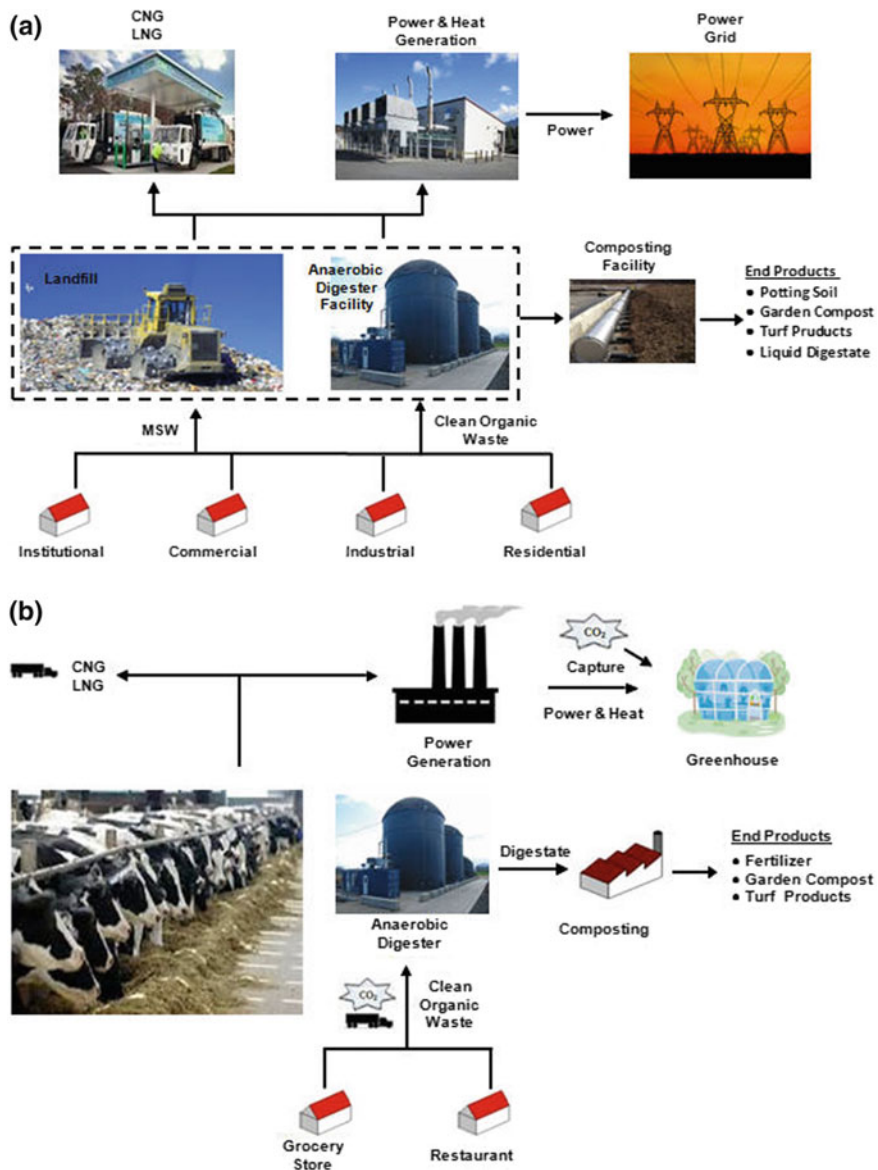 (a)
CNG
LNG
Power & Heat
Generation
Power
Grid
Power
Landfill
Anaerobic
Digester
Facility
Composting
Facility
End Products
• Potting Soil
• Garden Compost
• Turf Pruducts
• Liquid Digestate
MSW
Clean Organic
Waste
Institutional
Commercial
Industrial
Residential
(b)
CNG
LNG
Power
Generation
CO₂
Capture
Power & Heat
Greenhouse
Anaerobic
Digester
Digestate
Composting
End Products
• Fertilizer
• Garden Compost
• Turf Products
CO₂
Clean
Organic
Waste
Grocery
Store
Restaurant